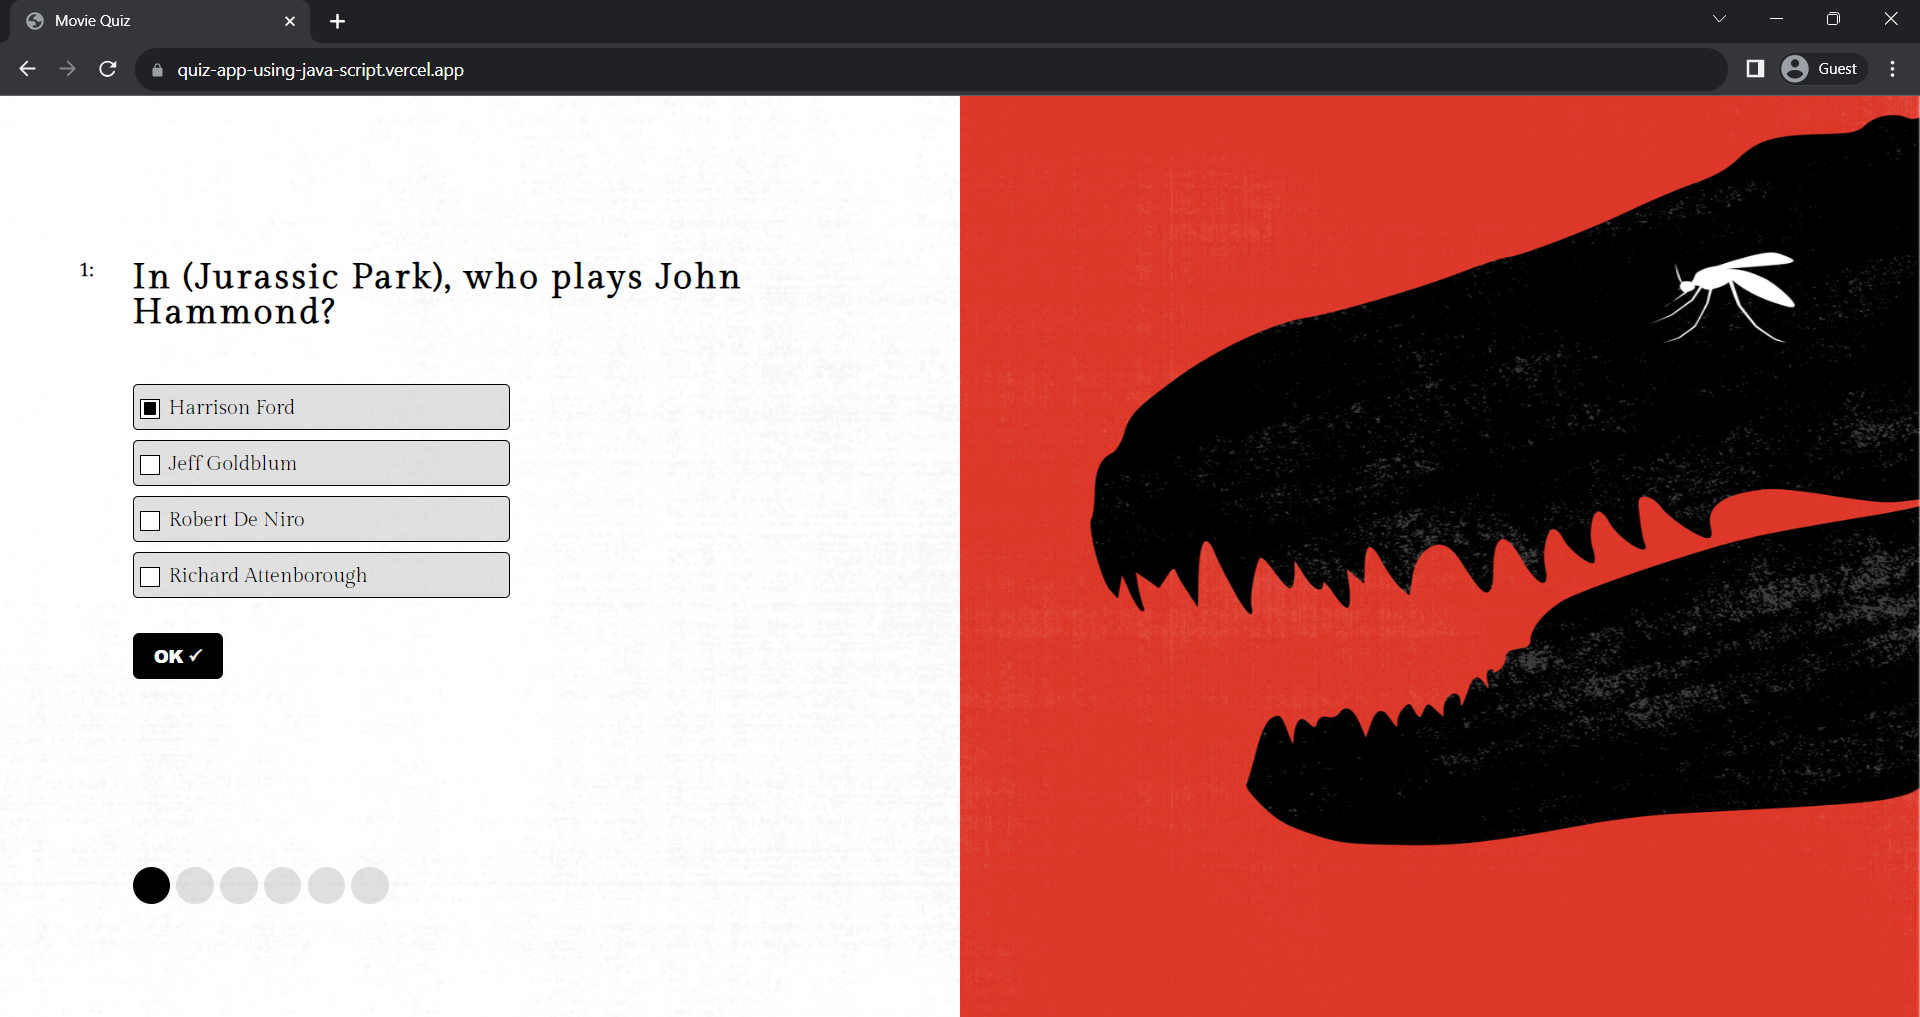 Movie Quiz
quiz-app-using-java-script.vercel.app
Guest
1:
In (Jurassic Park), who plays John
Hammond?
Harrison Ford
Jeff Goldblum
Robert De Niro
Richard Attenborough
OK ✓